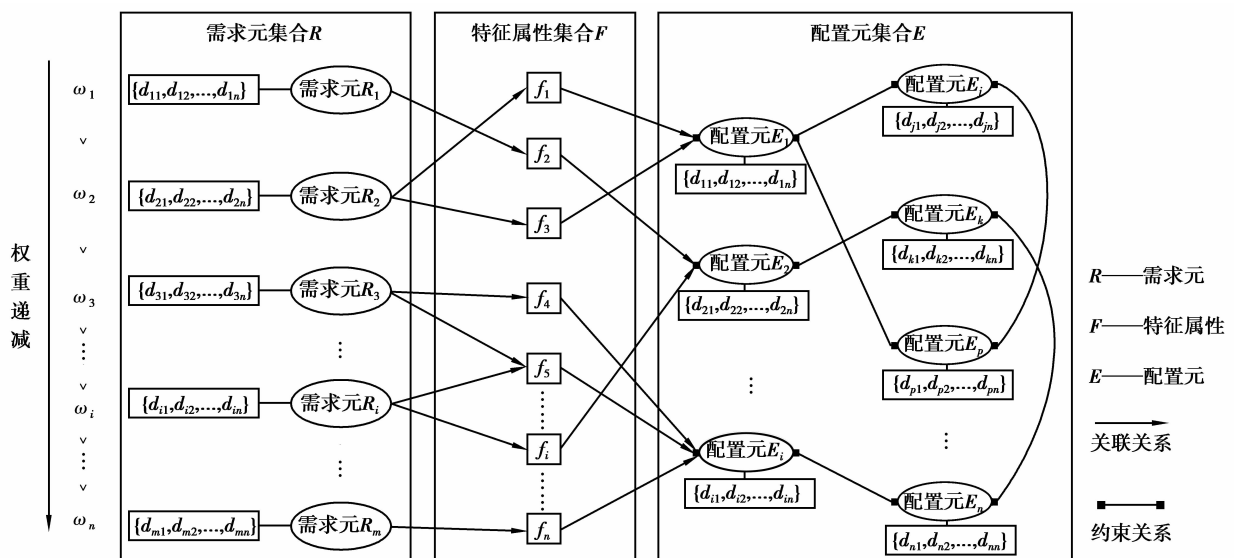 需求元集合R
特征属性集合F
配置元集合E
权重递减
ω1
˅
ω2
˅
ω3
˅
⋮
˅
ωi
˅
⋮
˅
ωn
{d11,d12,...,d1n}
需求元R1
{d21,d22,...,d2n}
需求元R2
{d31,d32,...,d3n}
需求元R3
⋮
{di1,di2,...,din}
需求元Ri
⋮
{dm1,dm2,...,dmn}
需求元Rm
f1
f2
f3
f4
f5
⋮
fi
⋮
fn
配置元E1
{d11,d12,...,d1n}
配置元E2
{d21,d22,...,d2n}
⋮
配置元Ei
{di1,di2,...,din}
配置元Ej
{dj1,dj2,...,djn}
配置元Ek
{dk1,dk2,...,dkn}
配置元Ep
{dp1,dp2,...,dpn}
⋮
配置元En
{dn1,dn2,...,dnn}
R——需求元
F——特征属性
E——配置元
关联关系
约束关系